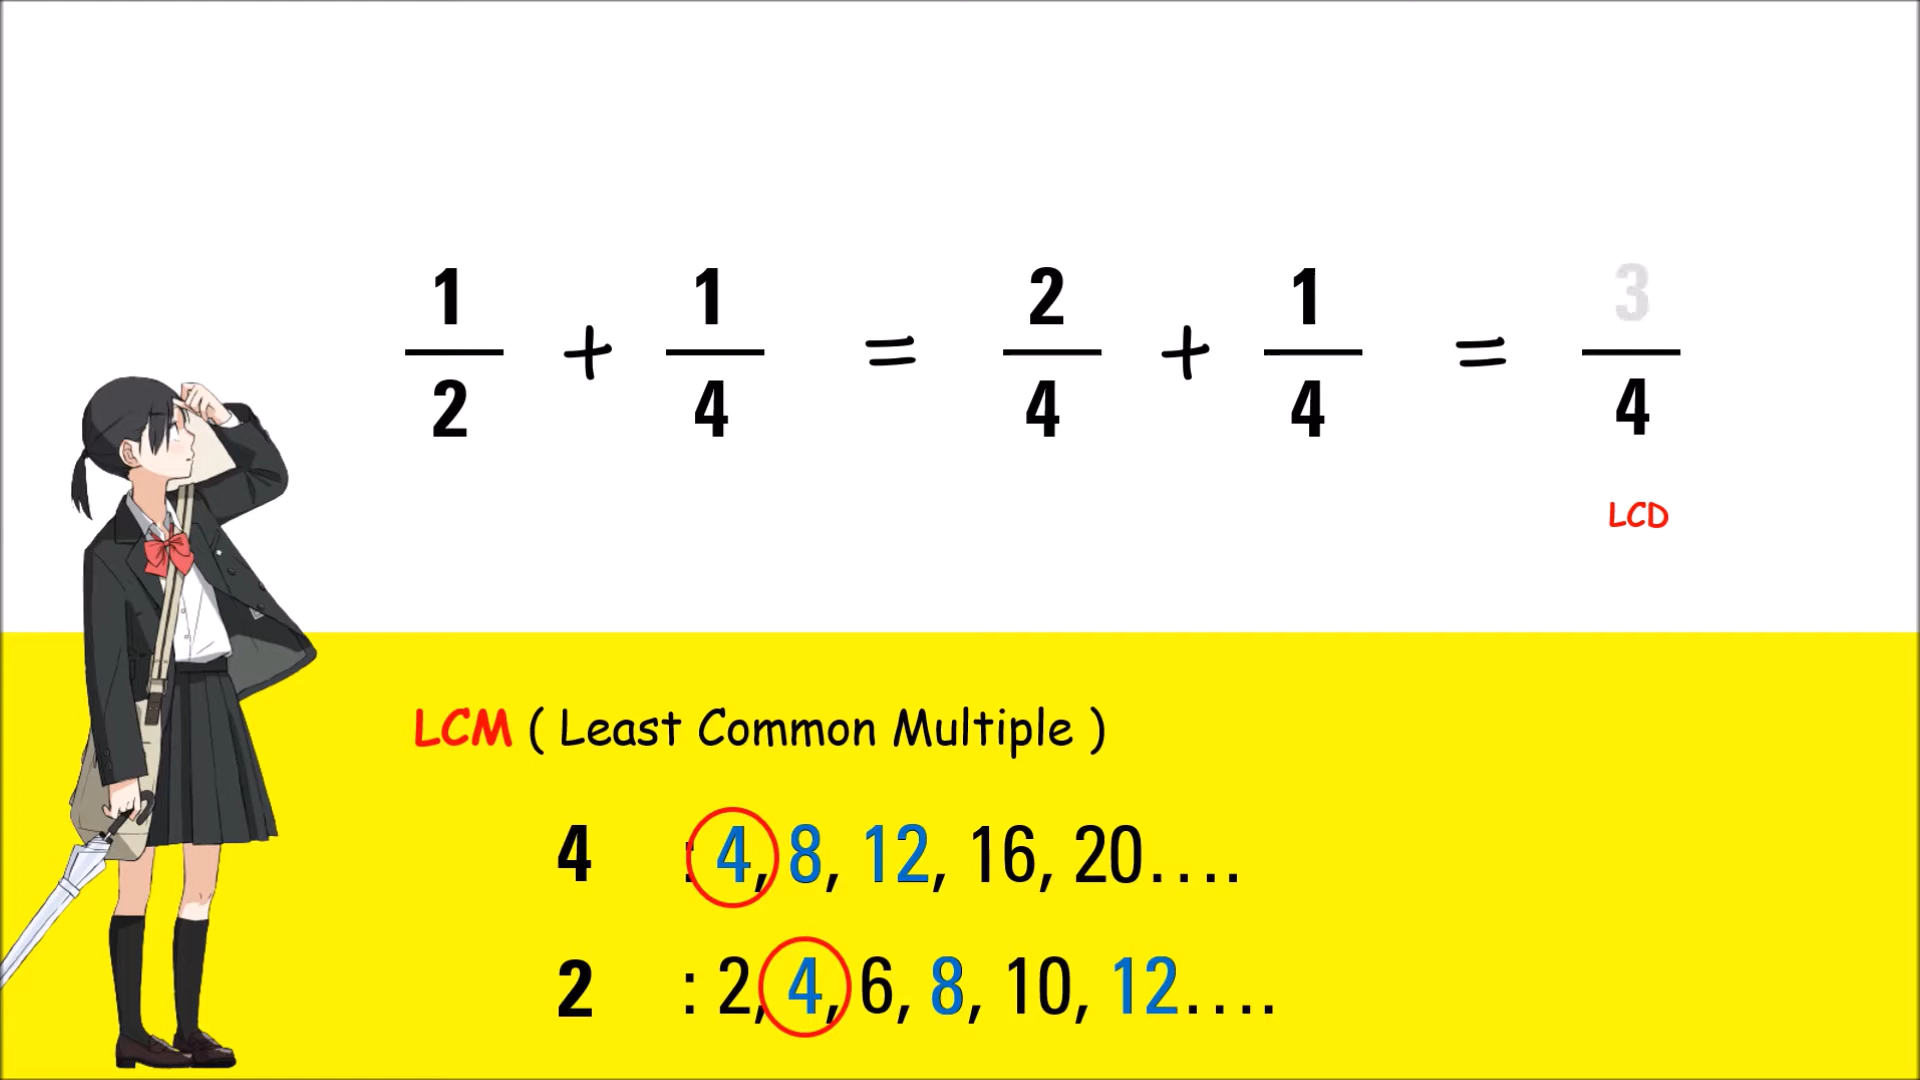 1/2 + 1/4 = 2/4 + 1/4 = 3/4
LCD
LCM ( Least Common Multiple )
4 : 4, 8, 12, 16, 20....
2 : 2, 4, 6, 8, 10, 12....